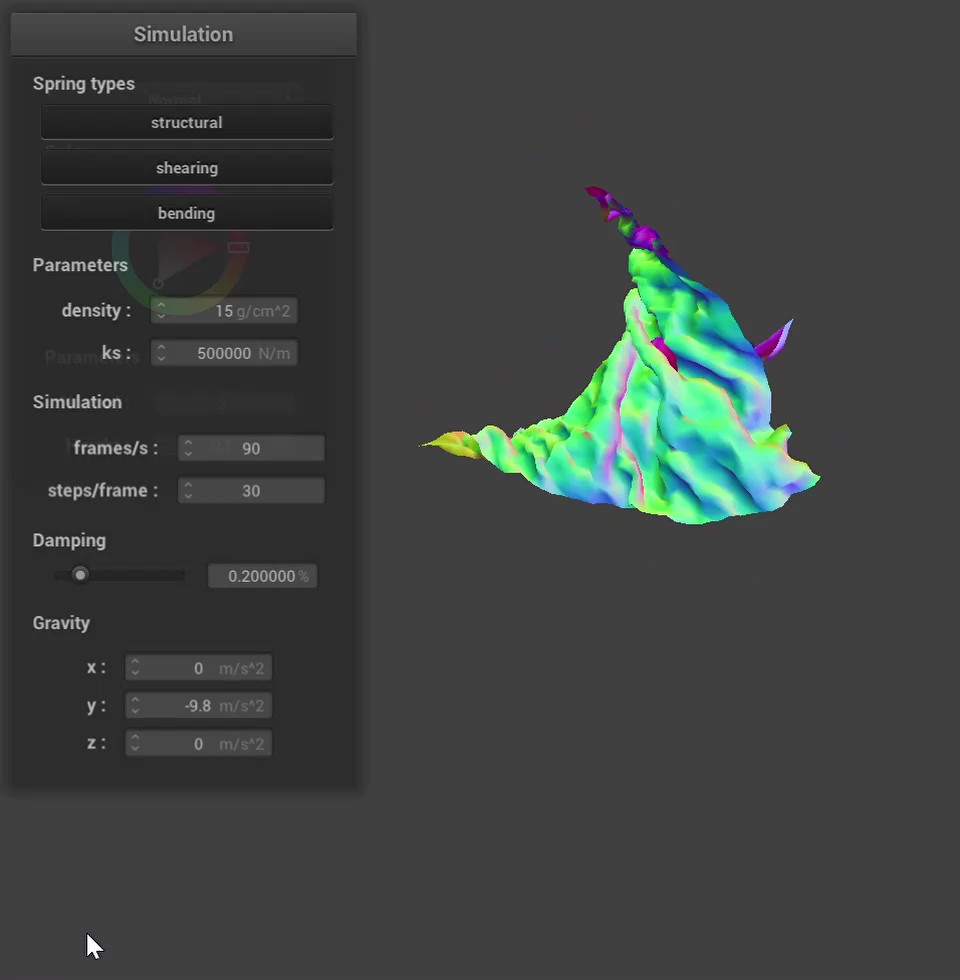 Simulation
Spring types
Normal
structural
shearing
bending
Parameters
density : 15 g/cm^2
ks : 500000 N/m
Simulation
frames/s : 90
steps/frame : 30
Damping
0.200000 %
Gravity
x : 0 m/s^2
y : -9.8 m/s^2
z : 0 m/s^2